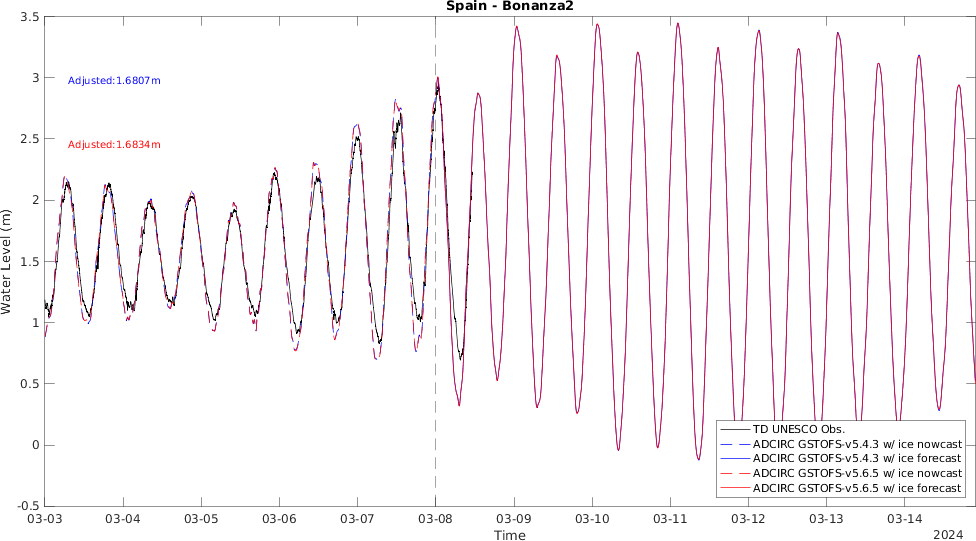 Spain - Bonanza2
3.5
3
2.5
2
1.5
1
0.5
0
-0.5
Water Level (m)
Adjusted:1.6807m
Adjusted:1.6834m
TD UNESCO Obs.
ADCIRC GSTOFS-v5.4.3 w/ ice nowcast
ADCIRC GSTOFS-v5.4.3 w/ ice forecast
ADCIRC GSTOFS-v5.6.5 w/ ice nowcast
ADCIRC GSTOFS-v5.6.5 w/ ice forecast
03-03 03-04 03-05 03-06 03-07 03-08 03-09 03-10 03-11 03-12 03-13 03-14
Time
2024